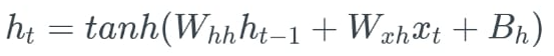 h_t = tanh(W_{hh}h_{t-1} + W_{xh}x_t + B_h)